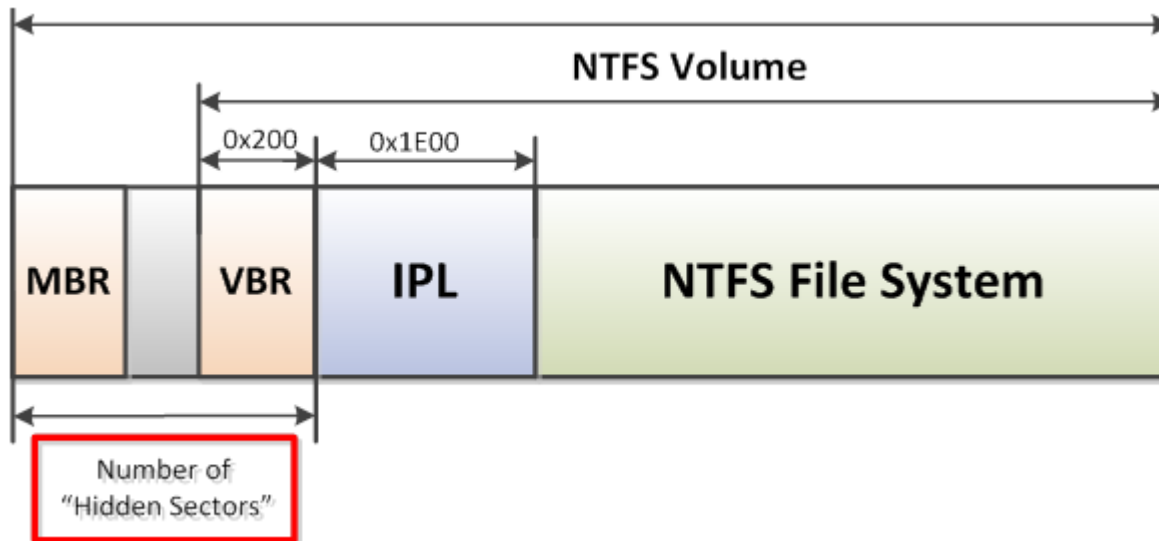 NTFS Volume
0x200
0x1E00
MBR
VBR
IPL
NTFS File System
Number of
“Hidden Sectors”